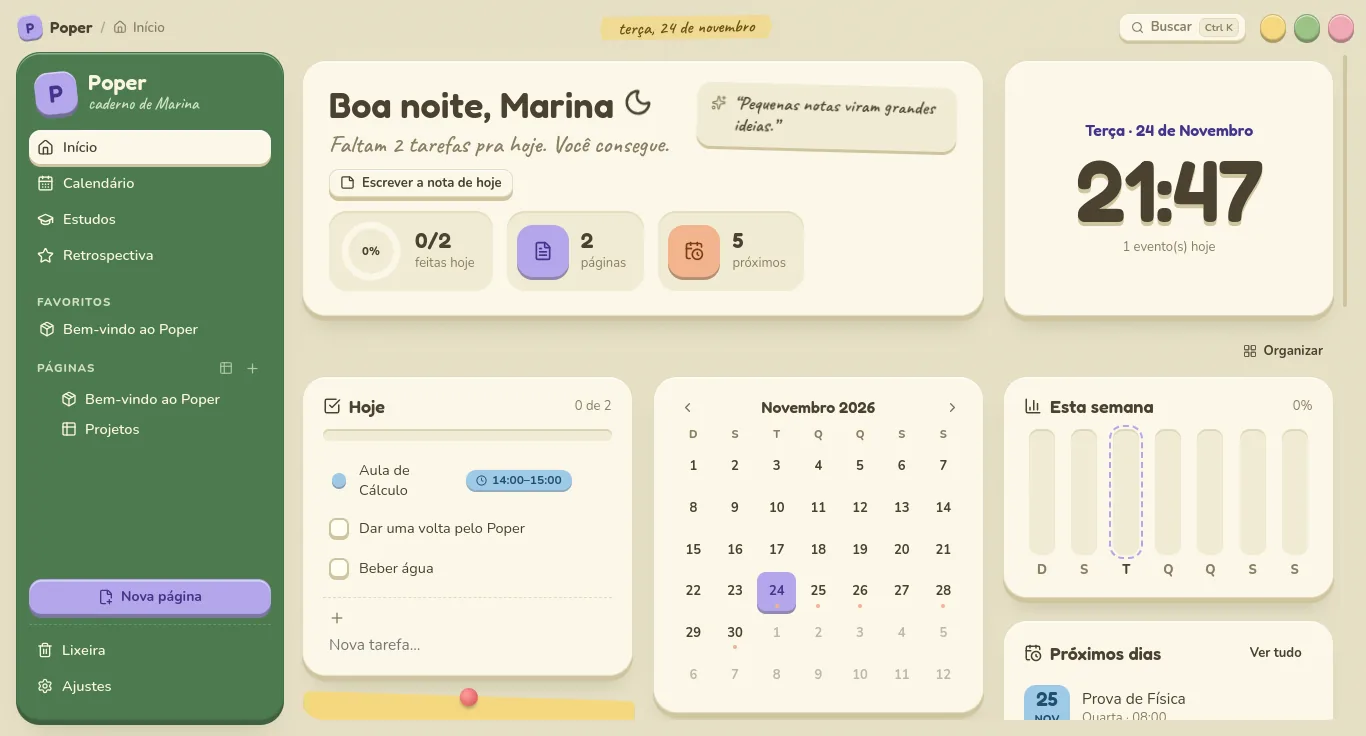 P Poper / Início
terça, 24 de novembro
Buscar Ctrl K
P Poper
caderno de Marina
Início
Calendário
Estudos
Retrospectiva
FAVORITOS
Bem-vindo ao Poper
PÁGINAS
Bem-vindo ao Poper
Projetos
Nova página
Lixeira
Ajustes
Boa noite, Marina
Faltam 2 tarefas pra hoje. Você consegue.
"Pequenas notas viram grandes
ideias."
Escrever a nota de hoje
0%
0/2
feitas hoje
2
páginas
5
próximos
Terça · 24 de Novembro
21:47
1 evento(s) hoje
Organizar
Hoje 0 de 2
Aula de
Cálculo
14:00–15:00
Dar uma volta pelo Poper
Beber água
Nova tarefa...
Novembro 2026
D S T Q Q S S
1 2 3 4 5 6 7
8 9 10 11 12 13 14
15 16 17 18 19 20 21
22 23 24 25 26 27 28
29 30 1 2 3 4 5
6 7 8 9 10 11 12
Esta semana 0%
D S T Q Q S S
Próximos dias Ver tudo
25
NOV
Prova de Física
Quarta · 08:00